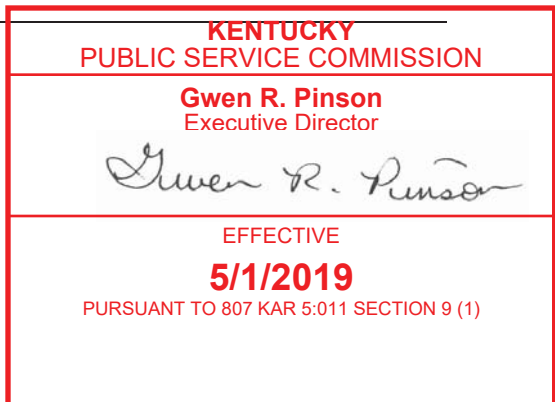 KENTUCKY
PUBLIC SERVICE COMMISSION
Gwen R. Pinson
Executive Director
Gwen R. Pinson
EFFECTIVE
5/1/2019
PURSUANT TO 807 KAR 5:011 SECTION 9 (1)